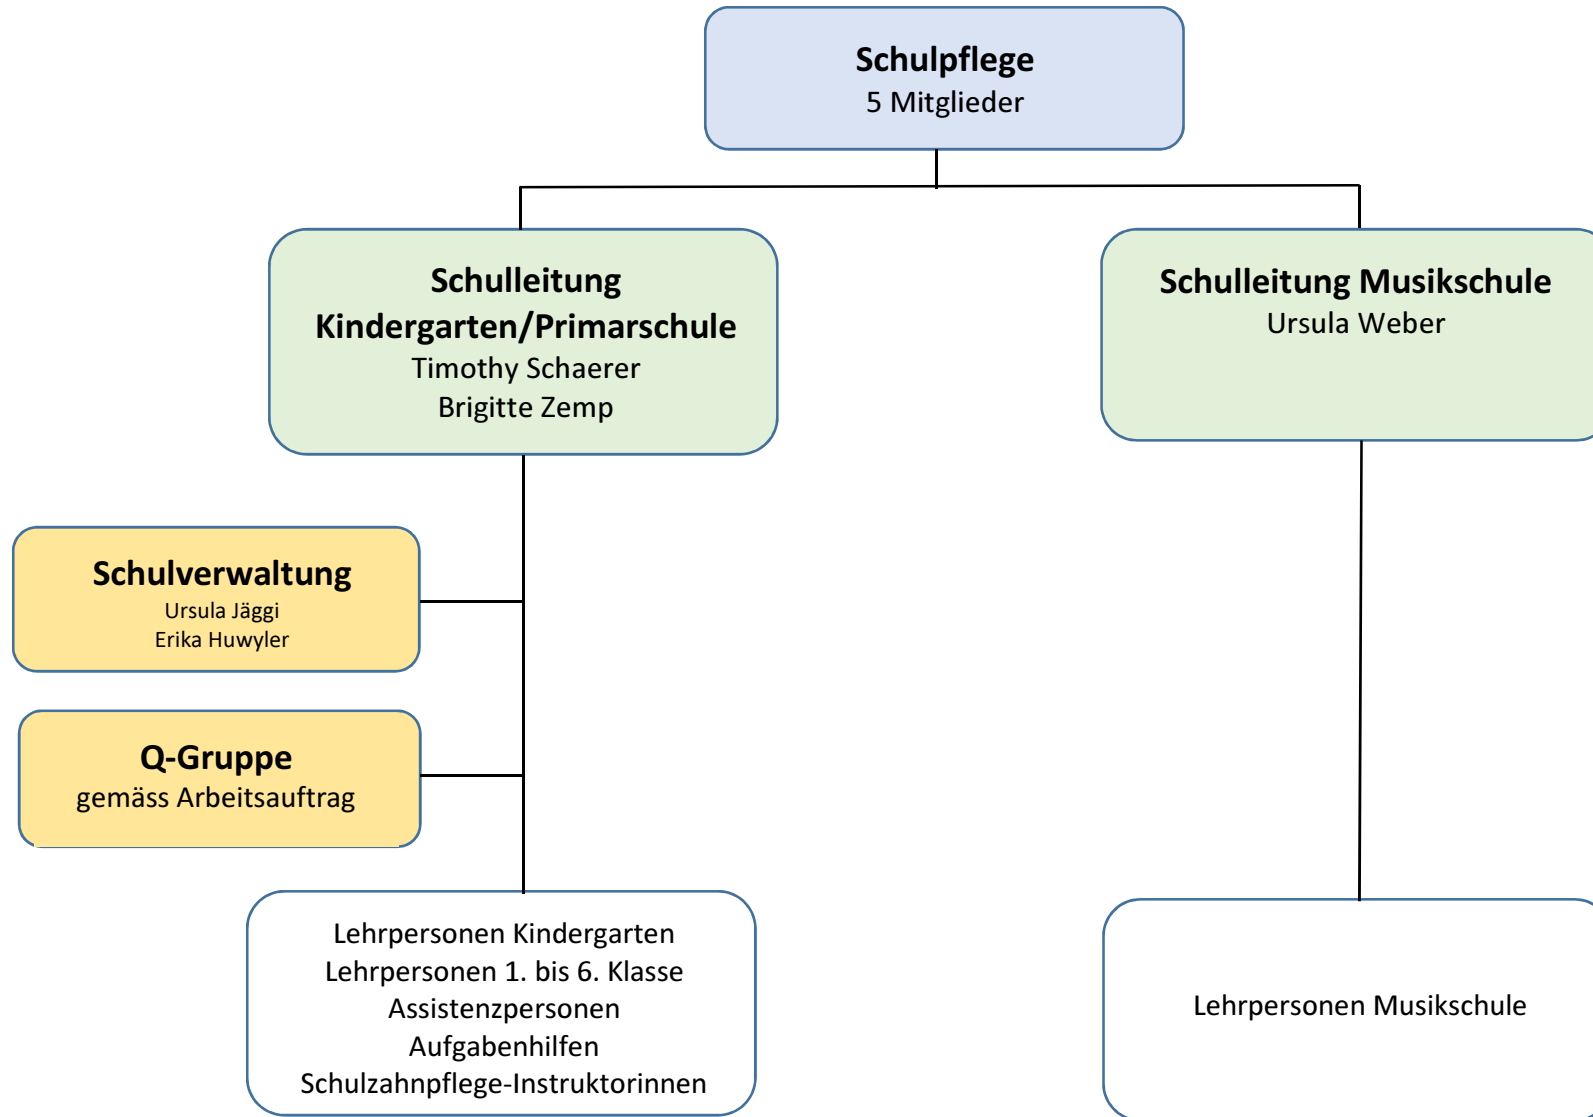 Schulpflege
5 Mitglieder
Schulleitung
Kindergarten/Primarschule
Timothy Schaerer
Brigitte Zemp
Schulleitung Musikschule
Ursula Weber
Schulverwaltung
Ursula Jäggi
Erika Huwyler
Q-Gruppe
gemäss Arbeitsauftrag
Lehrpersonen Kindergarten
Lehrpersonen 1. bis 6. Klasse
Assistenzpersonen
Aufgabenhilfen
Schulzahnpflege-Instruktorinnen
Lehrpersonen Musikschule